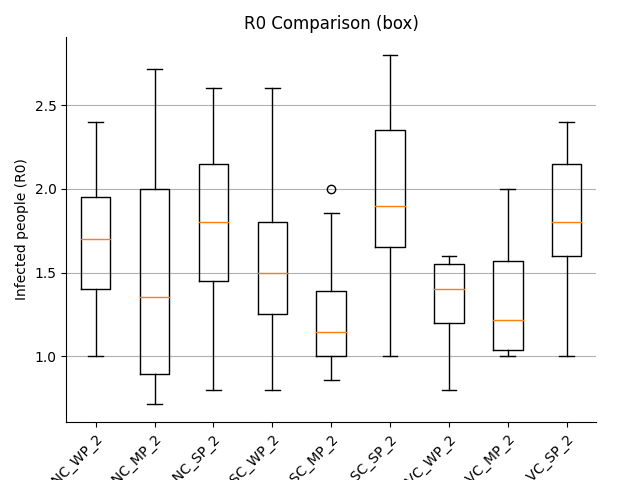 R0 Comparison (box)
Infected people (R0)
2.5
2.0
1.5
1.0
NC_WP_2
NC_MP_2
NC_SP_2
SC_WP_2
SC_MP_2
SC_SP_2
VC_WP_2
VC_MP_2
VC_SP_2